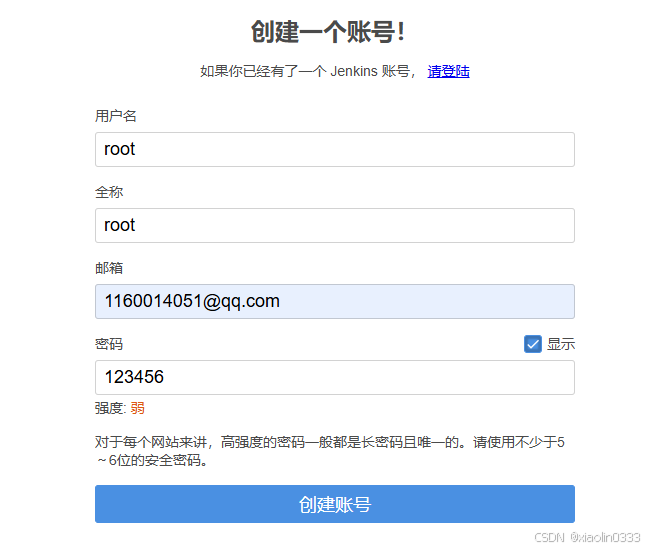 创建一个账号!
如果你已经有了一个 Jenkins 账号， 请登陆
用户名
root
全称
root
邮箱
1160014051@qq.com
密码 显示
123456
强度: 弱
对于每个网站来讲，高强度的密码一般都是长密码且唯一的。请使用不少于5
～6位的安全密码。
创建账号
CSDN @xiaolin0333